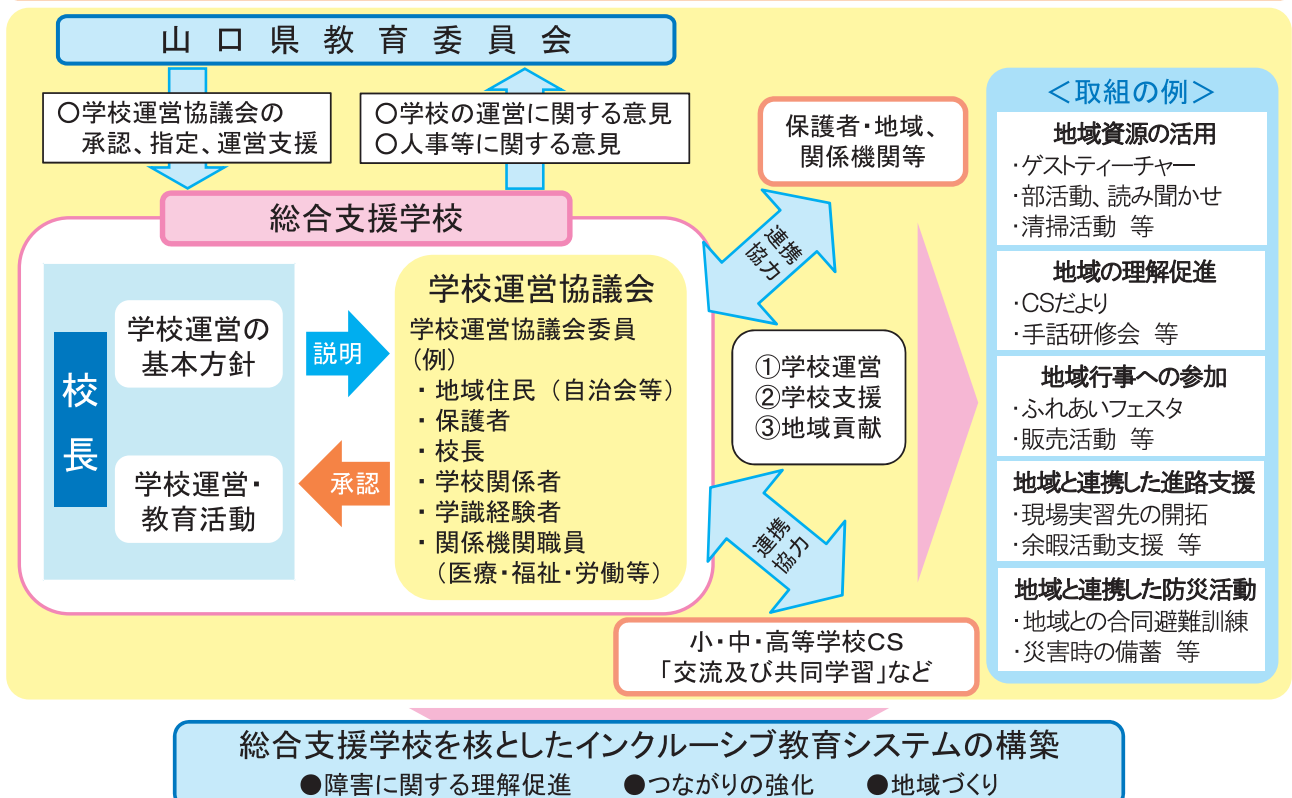 山口県教育委員会
〇学校運営協議会の
承認、指定、運営支援
〇学校の運営に関する意見
〇人事等に関する意見
総合支援学校
校長
学校運営の
基本方針
学校運営・
教育活動
説明
承認
学校運営協議会
学校運営協議会委員
(例)
・地域住民(自治会等)
・保護者
・校長
・学校関係者
・学識経験者
・関係機関職員
(医療・福祉・労働等)
保護者・地域、
関係機関等
連携
協力
①学校運営
②学校支援
③地域貢献
連携
協力
小・中・高等学校CS
「交流及び共同学習」など
<取組の例>
地域資源の活用
・ゲストティーチャー
・部活動、読み聞かせ
・清掃活動 等
地域の理解促進
・CSだより
・手話研修会 等
地域行事への参加
・ふれあいフェスタ
・販売活動 等
地域と連携した進路支援
・現場実習先の開拓
・余暇活動支援 等
地域と連携した防災活動
・地域との合同避難訓練
・災害時の備蓄 等
総合支援学校を核としたインクルーシブ教育システムの構築
●障害に関する理解促進 ●つながりの強化 ●地域づくり